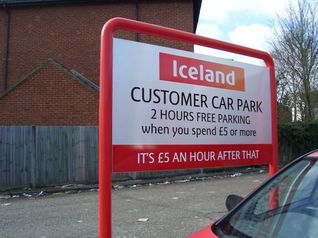 Iceland
CUSTOMER CAR PARK
2 HOURS FREE PARKING
when you spend £5 or more
IT'S £5 AN HOUR AFTER THAT